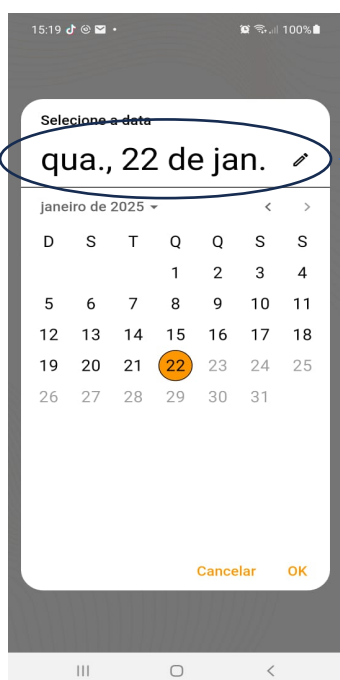 15:19 100%
Selecione a data
qua., 22 de jan.
janeiro de 2025
D S T Q Q S S
1 2 3 4
5 6 7 8 9 10 11
12 13 14 15 16 17 18
19 20 21 22 23 24 25
26 27 28 29 30 31
Cancelar OK